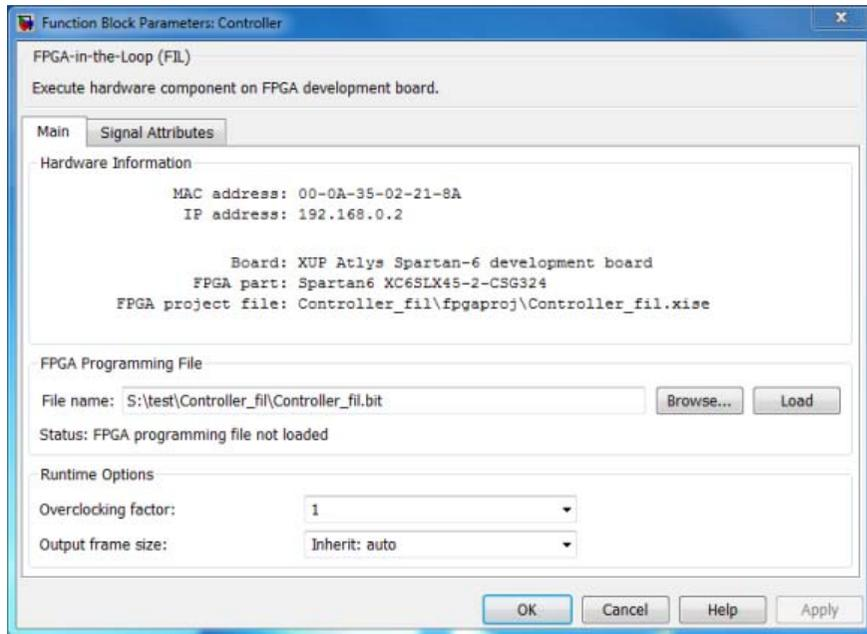 Function Block Parameters: Controller
FPGA-in-the-Loop (FIL)
Execute hardware component on FPGA development board.
Main Signal Attributes
Hardware Information
MAC address: 00-0A-35-02-21-8A
IP address: 192.168.0.2
Board: XUP Atlys Spartan-6 development board
FPGA part: Spartan6 XC6SLX45-2-CSG324
FPGA project file: Controller_fil\fpgaproj\Controller_fil.xise
FPGA Programming File
File name: S:\test\Controller_fil\Controller_fil.bit Browse... Load
Status: FPGA programming file not loaded
Runtime Options
Overclocking factor: 1
Output frame size: Inherit: auto
OK Cancel Help Apply